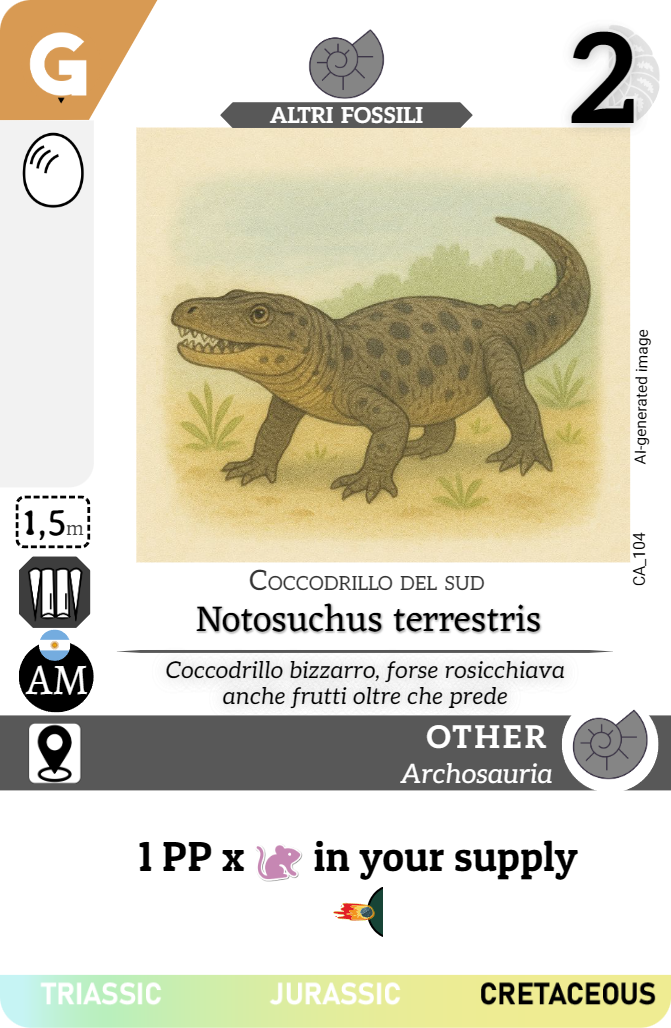 G
2
ALTRI FOSSILI
AI-generated image
CA_104
1,5m
AM
Coccodrillo del sud
Notosuchus terrestris
Coccodrillo bizzarro, forse rosicchiava
anche frutti oltre che prede
OTHER
Archosauria
1 PP x in your supply
TRIASSIC JURASSIC CRETACEOUS